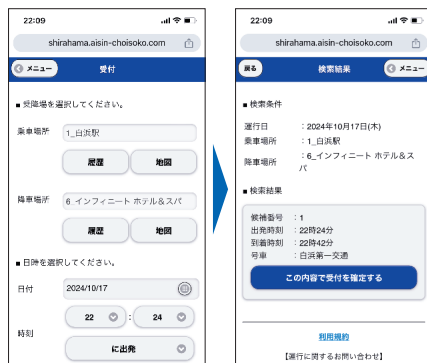 22:09
shirahama.aisin-choisoko.com
メニュー
受付
■ 乗降場を選択してください。
乗車場所
1_白浜駅
履歴
地図
降車場所
6_インフィニート ホテル&スパ
履歴
地図
■ 日時を選択してください。
日付
2024/10/17
時刻
22
:
24
に出発
22:09
shirahama.aisin-choisoko.com
戻る
検索結果
メニュー
■ 検索条件
運行日 :2024年10月17日(木)
乗車場所 :1_白浜駅
降車場所 :6_インフィニート ホテル&ス
パ
■ 検索結果
候補番号 :1
出発時刻 :22時24分
到着時刻 :22時42分
号車 :白浜第一交通
この内容で受付を確定する
利用規約
【運行に関するお問い合わせ】